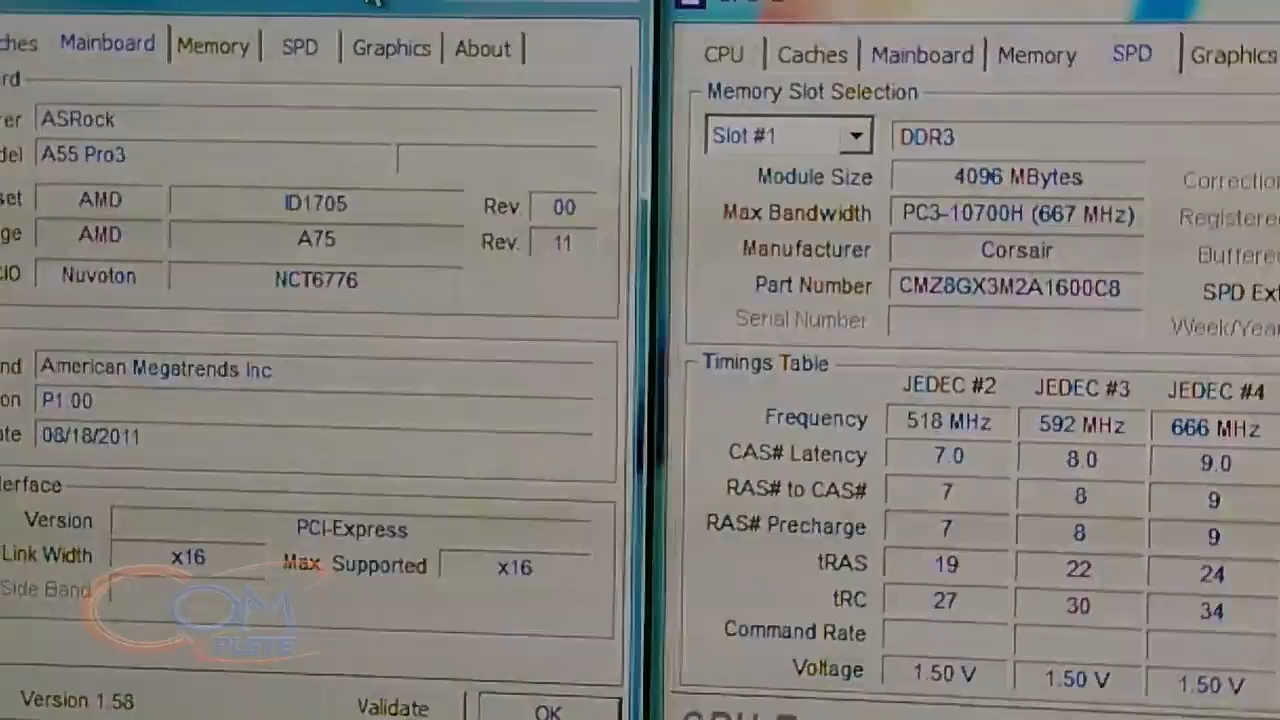 ches Mainboard Memory SPD Graphics About
rd
er ASRock
del A55 Pro3
set AMD ID1705 Rev. 00
ge AMD A75 Rev. 11
IO Nuvoton NCT6776
nd American Megatrends Inc
on P1.00
ate 08/18/2011
erface
Version PCI-Express
Link Width x16 Max. Supported x16
Side Band
COM
PLETE
Version 1.58 Validate OK
CPU Caches Mainboard Memory SPD Graphics
Memory Slot Selection
Slot #1 DDR3
Module Size 4096 MBytes Correction
Max Bandwidth PC3-10700H (667 MHz) Registere
Manufacturer Corsair Buffere
Part Number CMZ8GX3M2A1600C8 SPD Ext
Serial Number Week/Year
Timings Table
JEDEC #2 JEDEC #3 JEDEC #4
Frequency 518 MHz 592 MHz 666 MHz
CAS# Latency 7.0 8.0 9.0
RAS# to CAS# 7 8 9
RAS# Precharge 7 8 9
tRAS 19 22 24
tRC 27 30 34
Command Rate
Voltage 1.50 V 1.50 V 1.50 V